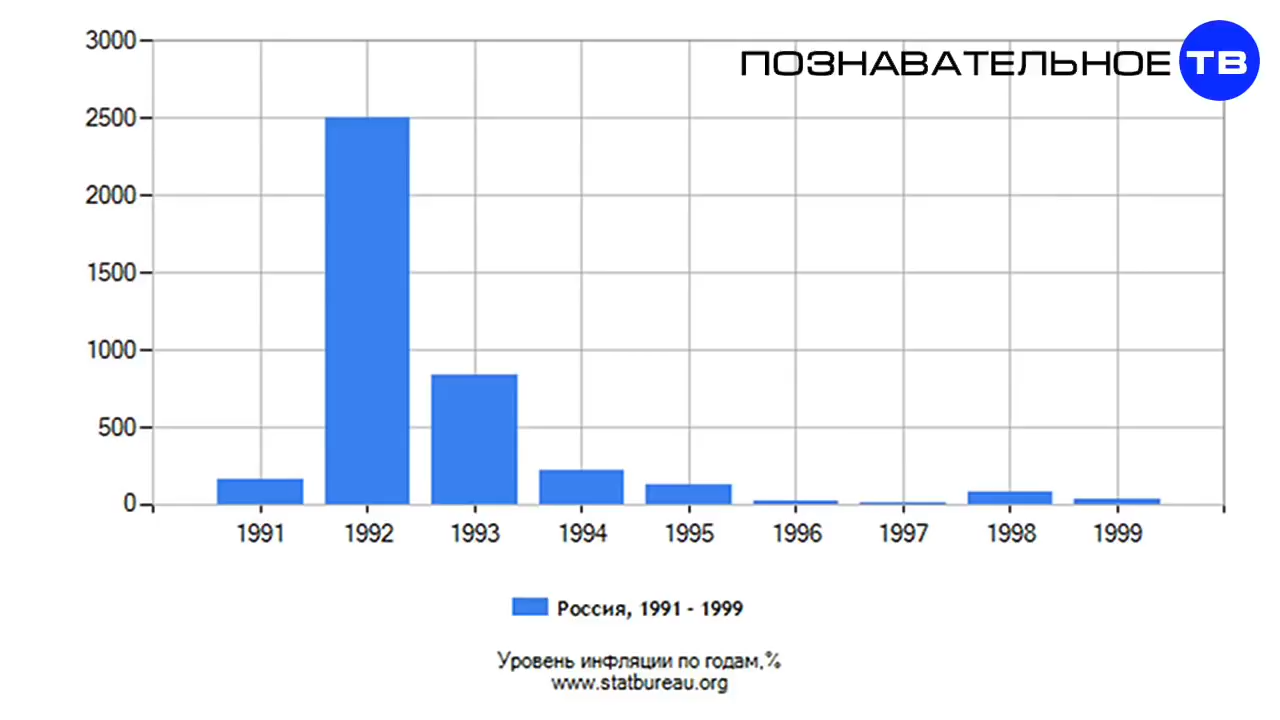 ПОЗНАВАТЕЛЬНОЕ ТВ
3000
2500
2000
1500
1000
500
0
1991 1992 1993 1994 1995 1996 1997 1998 1999
Россия, 1991 - 1999
Уровень инфляции по годам,%
www.statbureau.org